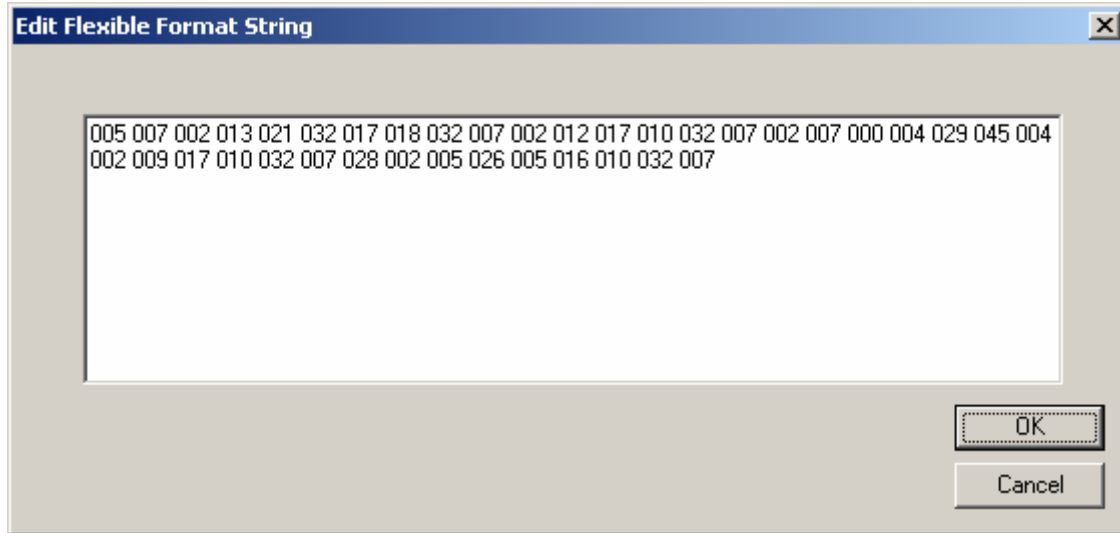 Edit Flexible Format String
005 007 002 013 021 032 017 018 032 007 002 012 017 010 032 007 002 007 000 004 029 045 004
002 009 017 010 032 007 028 002 005 026 005 016 010 032 007
OK
Cancel